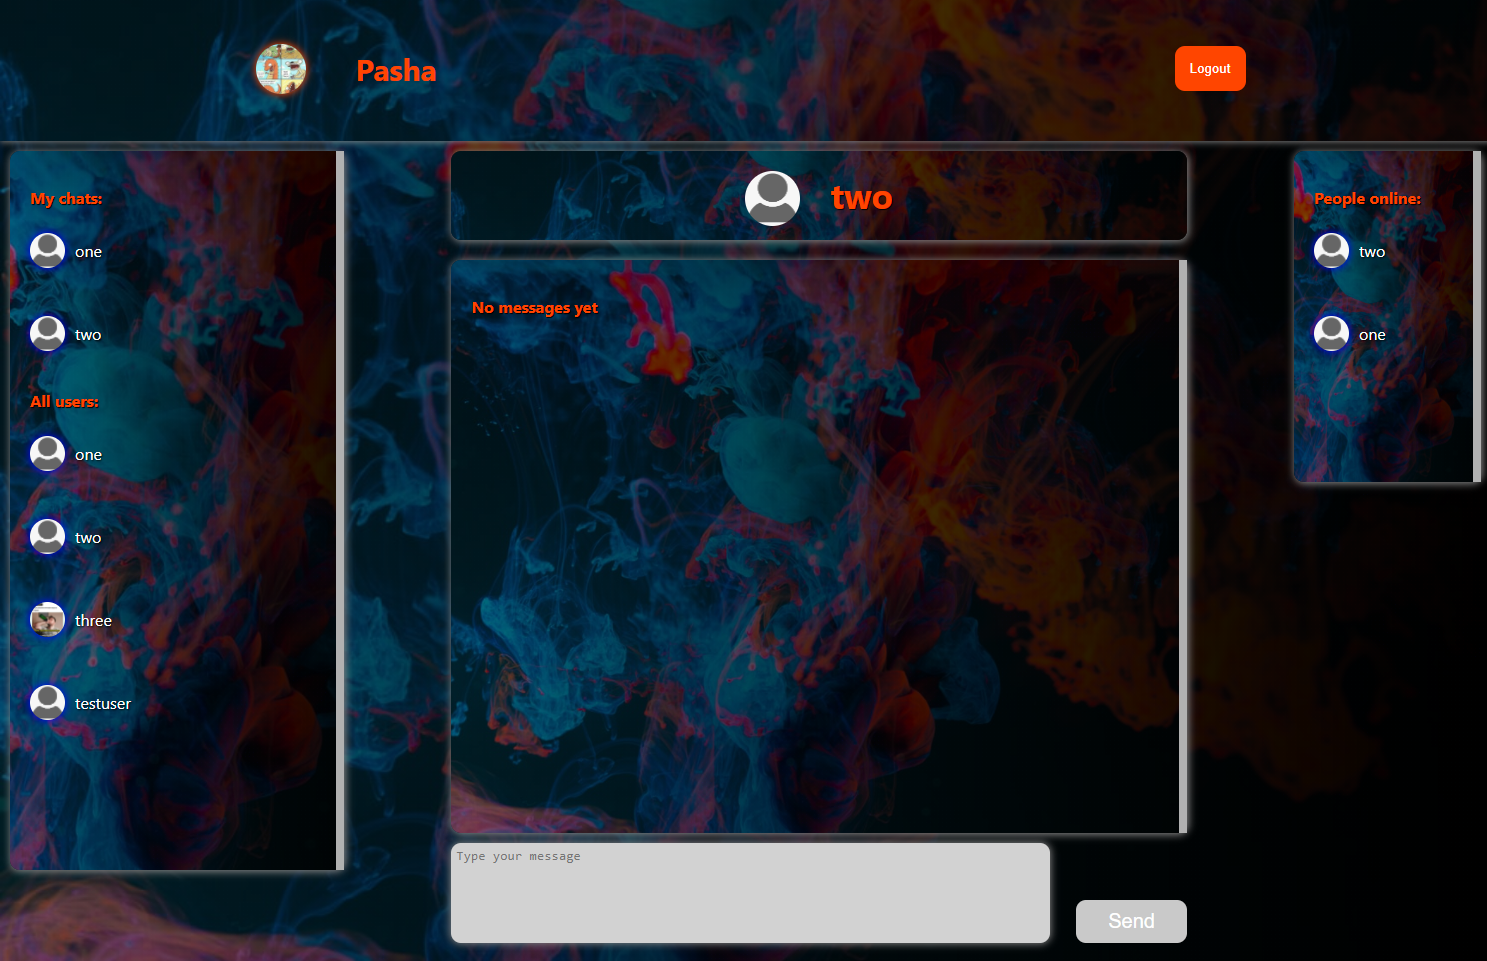 Pasha
Logout
My chats:
one
two
All users:
one
two
three
testuser
two
No messages yet
Type your message
Send
People online:
two
one